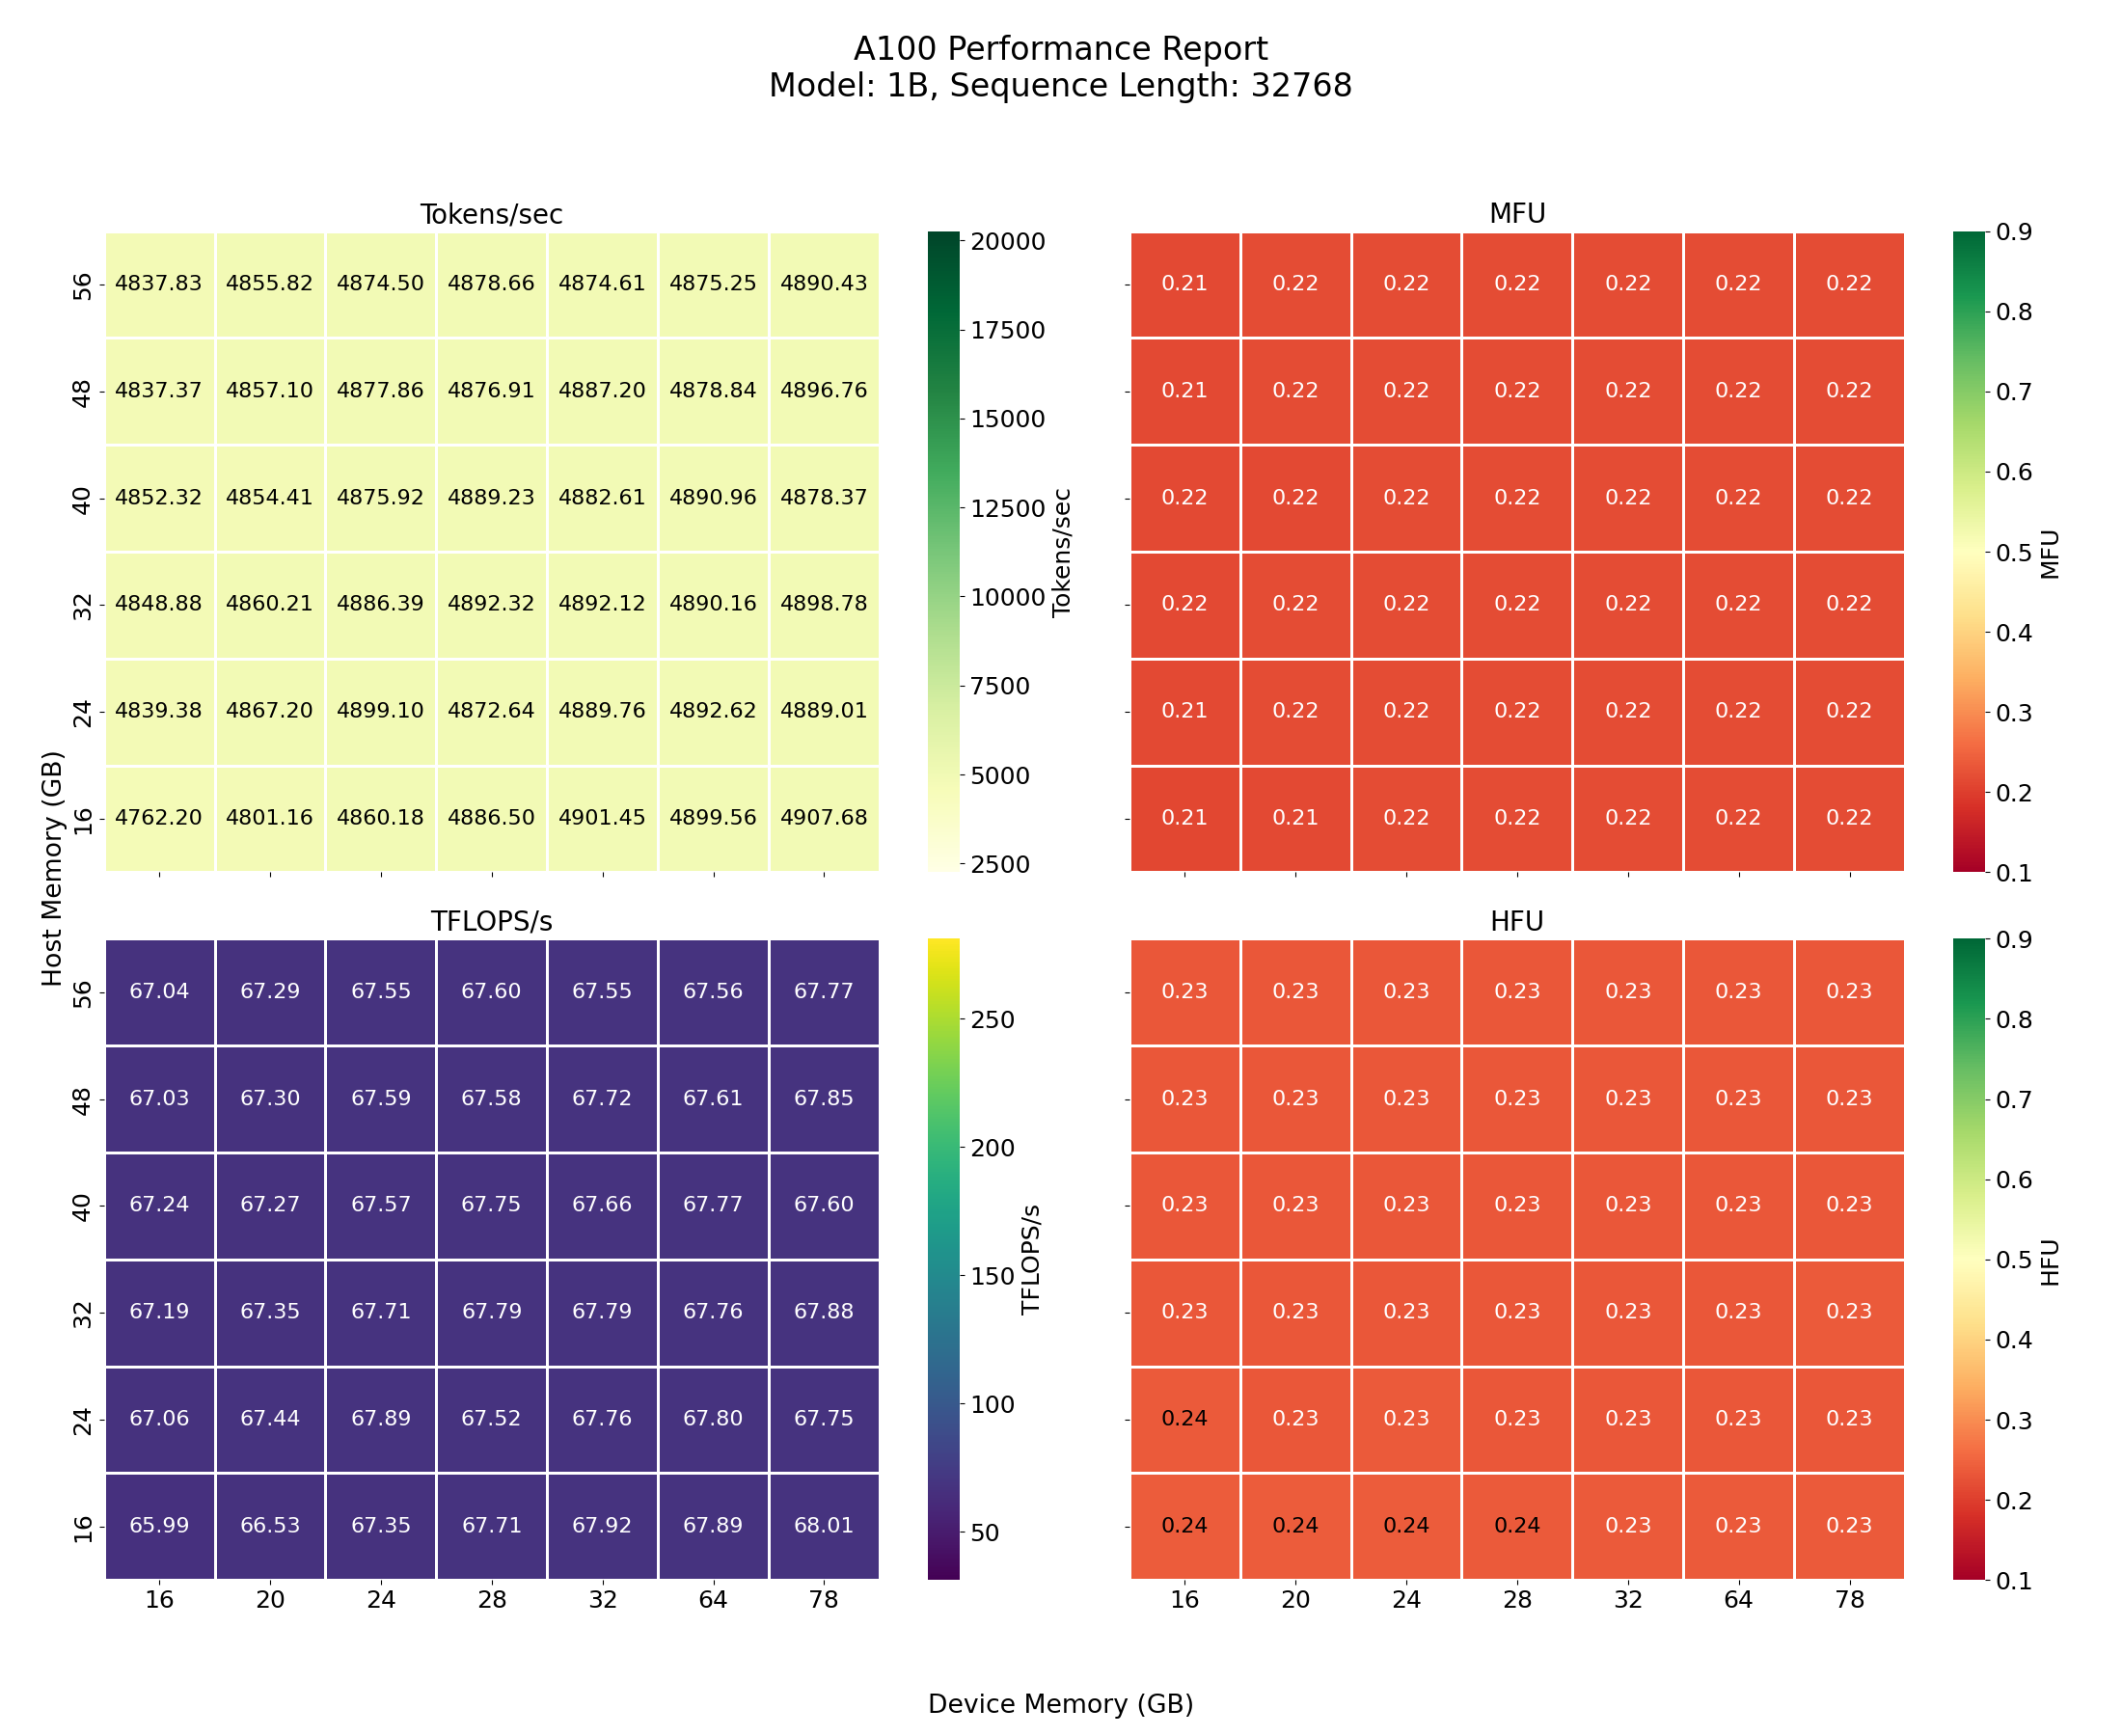 A100 Performance Report
Model: 1B, Sequence Length: 32768
Tokens/sec
56 4837.83 4855.82 4874.50 4878.66 4874.61 4875.25 4890.43
48 4837.37 4857.10 4877.86 4876.91 4887.20 4878.84 4896.76
40 4852.32 4854.41 4875.92 4889.23 4882.61 4890.96 4878.37
32 4848.88 4860.21 4886.39 4892.32 4892.12 4890.16 4898.78
24 4839.38 4867.20 4899.10 4872.64 4889.76 4892.62 4889.01
16 4762.20 4801.16 4860.18 4886.50 4901.45 4899.56 4907.68
20000
17500
15000
12500
10000
7500
5000
2500
Tokens/sec
MFU
0.21 0.22 0.22 0.22 0.22 0.22 0.22
0.21 0.22 0.22 0.22 0.22 0.22 0.22
0.22 0.22 0.22 0.22 0.22 0.22 0.22
0.22 0.22 0.22 0.22 0.22 0.22 0.22
0.21 0.22 0.22 0.22 0.22 0.22 0.22
0.21 0.21 0.22 0.22 0.22 0.22 0.22
0.9
0.8
0.7
0.6
0.5
0.4
0.3
0.2
0.1
MFU
Host Memory (GB)
TFLOPS/s
56 67.04 67.29 67.55 67.60 67.55 67.56 67.77
48 67.03 67.30 67.59 67.58 67.72 67.61 67.85
40 67.24 67.27 67.57 67.75 67.66 67.77 67.60
32 67.19 67.35 67.71 67.79 67.79 67.76 67.88
24 67.06 67.44 67.89 67.52 67.76 67.80 67.75
16 65.99 66.53 67.35 67.71 67.92 67.89 68.01
16 20 24 28 32 64 78
250
200
150
100
50
TFLOPS/s
HFU
0.23 0.23 0.23 0.23 0.23 0.23 0.23
0.23 0.23 0.23 0.23 0.23 0.23 0.23
0.23 0.23 0.23 0.23 0.23 0.23 0.23
0.23 0.23 0.23 0.23 0.23 0.23 0.23
0.24 0.23 0.23 0.23 0.23 0.23 0.23
0.24 0.24 0.24 0.24 0.23 0.23 0.23
16 20 24 28 32 64 78
0.9
0.8
0.7
0.6
0.5
0.4
0.3
0.2
0.1
HFU
Device Memory (GB)